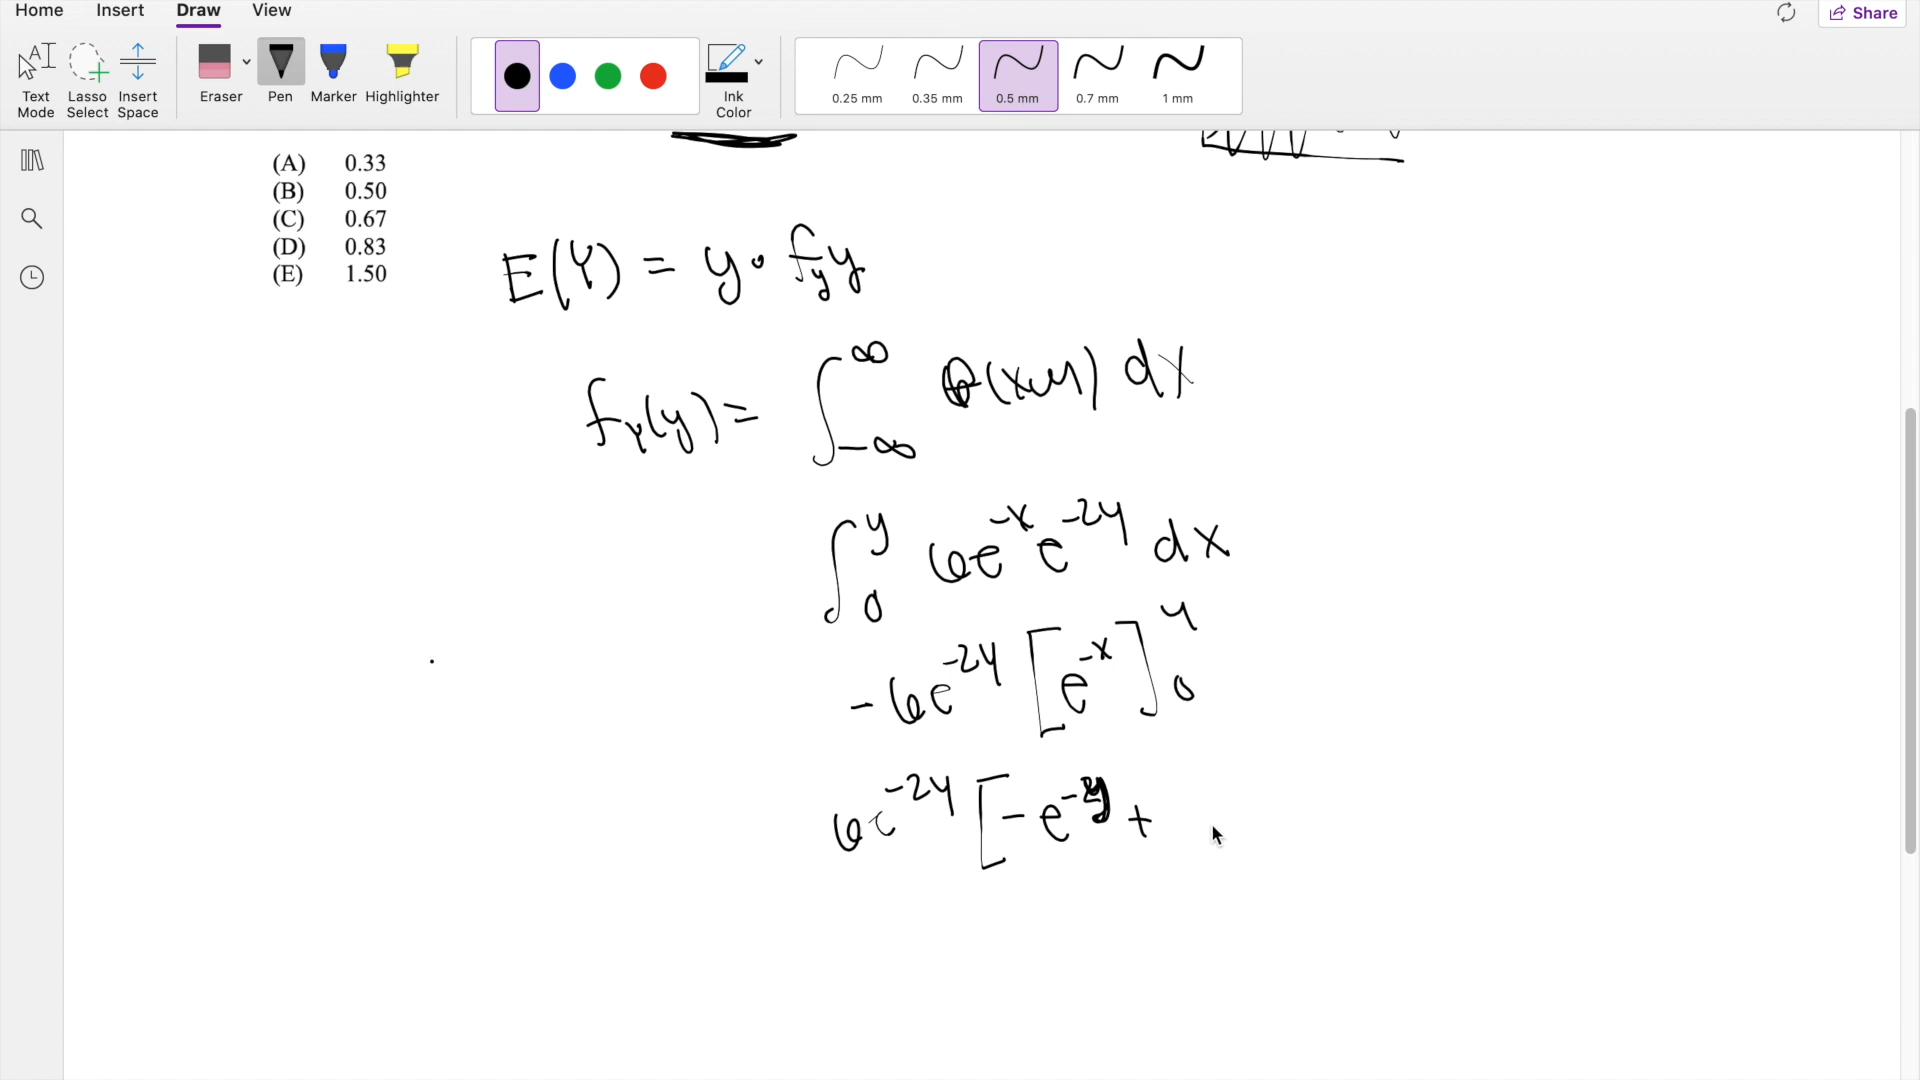 Home Insert Draw View Share
Text Mode Lasso Select Insert Space Eraser Pen Marker Highlighter Ink Color 0.25 mm 0.35 mm 0.5 mm 0.7 mm 1 mm
(A) 0.33
(B) 0.50
(C) 0.67
(D) 0.83
(E) 1.50
E(Y) = y · f_y y
f_Y(y) = ∫_{-∞}^{∞} (x,y) dx
∫_0^y 6e^{-x} e^{-2y} dx
-6e^{-2y} [e^{-x}]_0^y
6e^{-2y} [-e^{-y} +